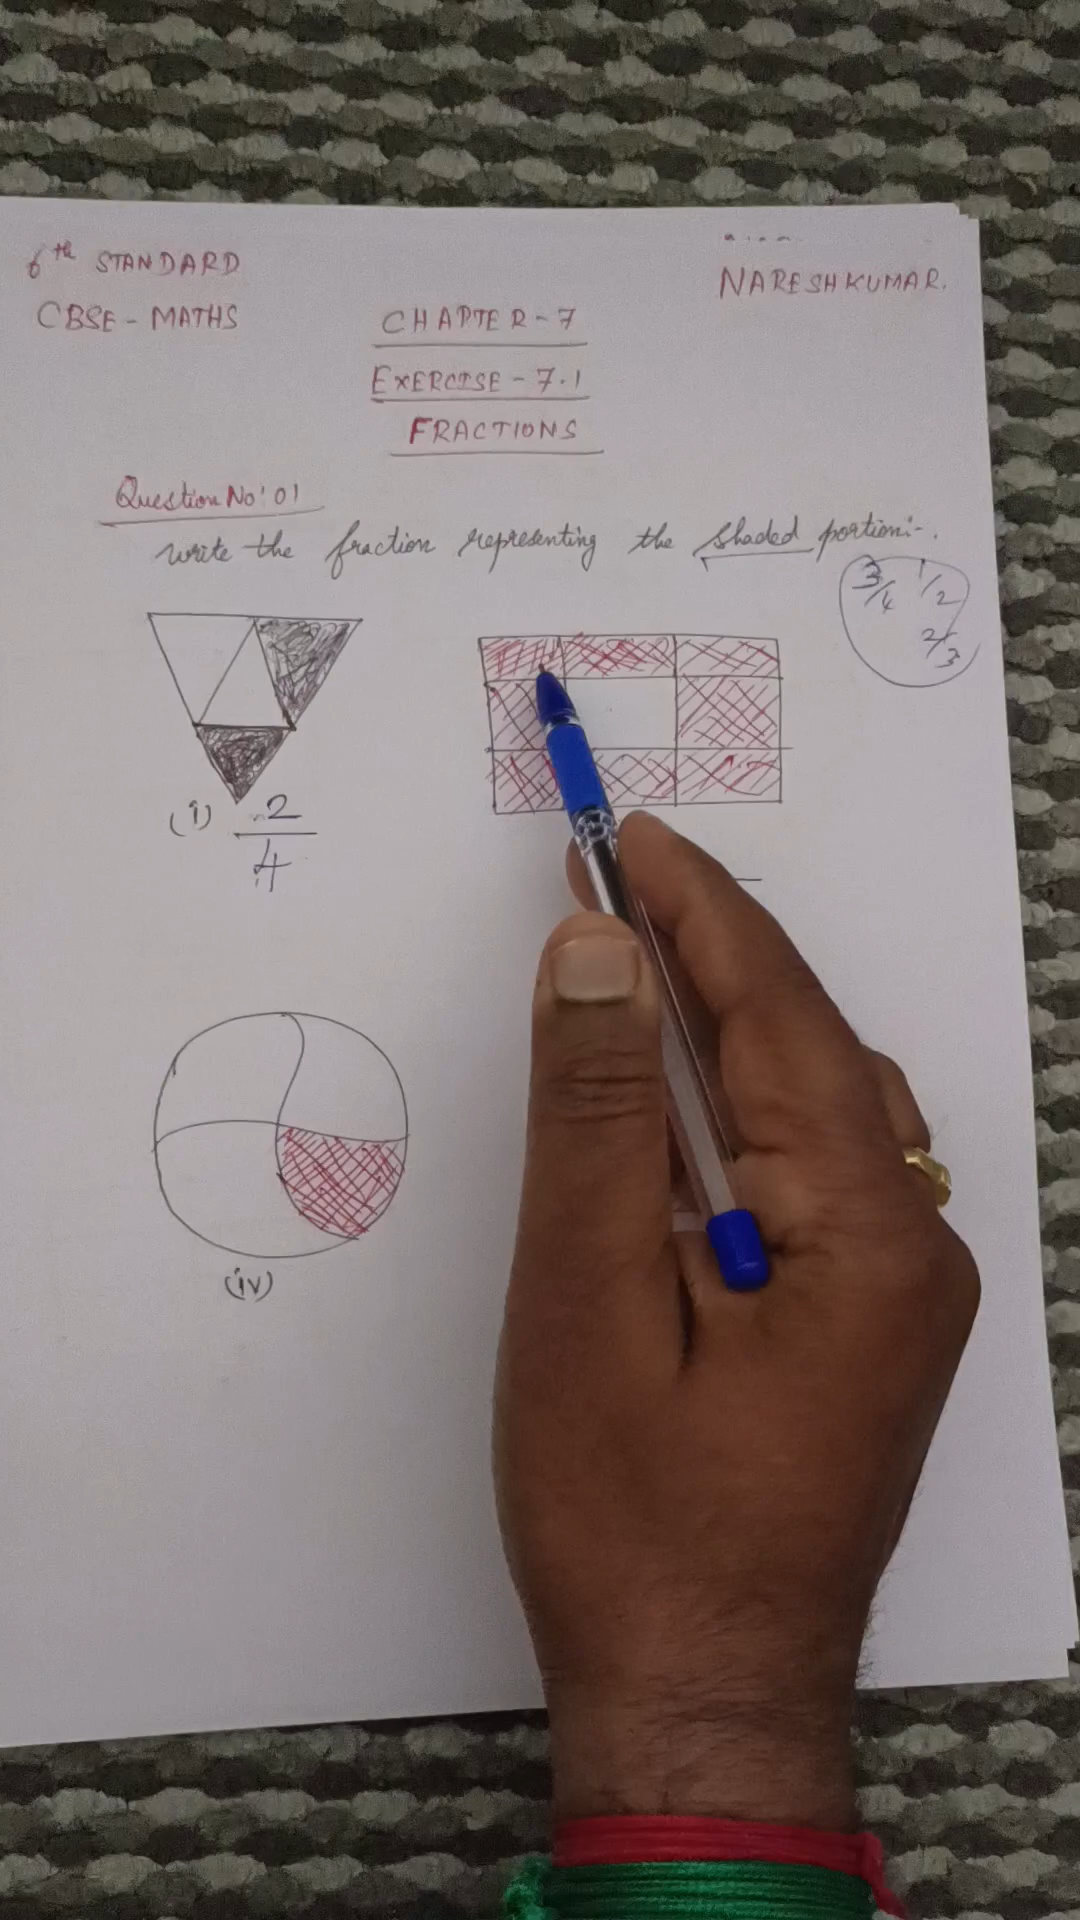 6th STANDARD
CBSE - MATHS
NARESHKUMAR.
CHAPTER - 7
EXERCISE - 7.1
FRACTIONS
Question No: 01
write the fraction representing the shaded portion:-.
3/4 1/2
2/3
(i) 2
4
(iv)